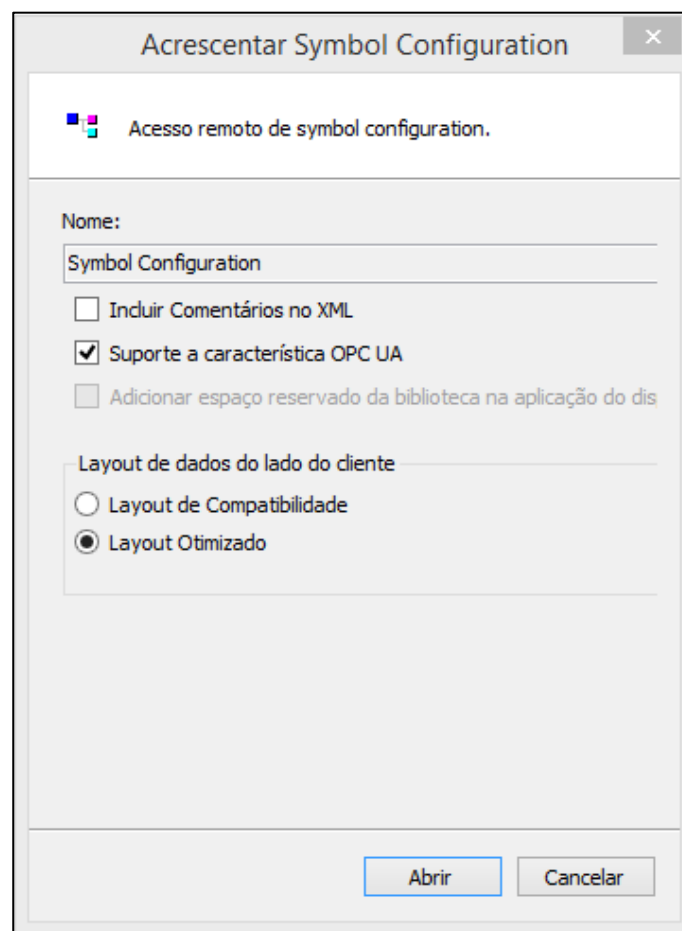 Acrescentar Symbol Configuration
Acesso remoto de symbol configuration.
Nome:
Symbol Configuration
Incluir Comentários no XML
Suporte a característica OPC UA
Adicionar espaço reservado da biblioteca na aplicação do
Layout de dados do lado do cliente
Layout de Compatibilidade
Layout Otimizado
Abrir
Cancelar